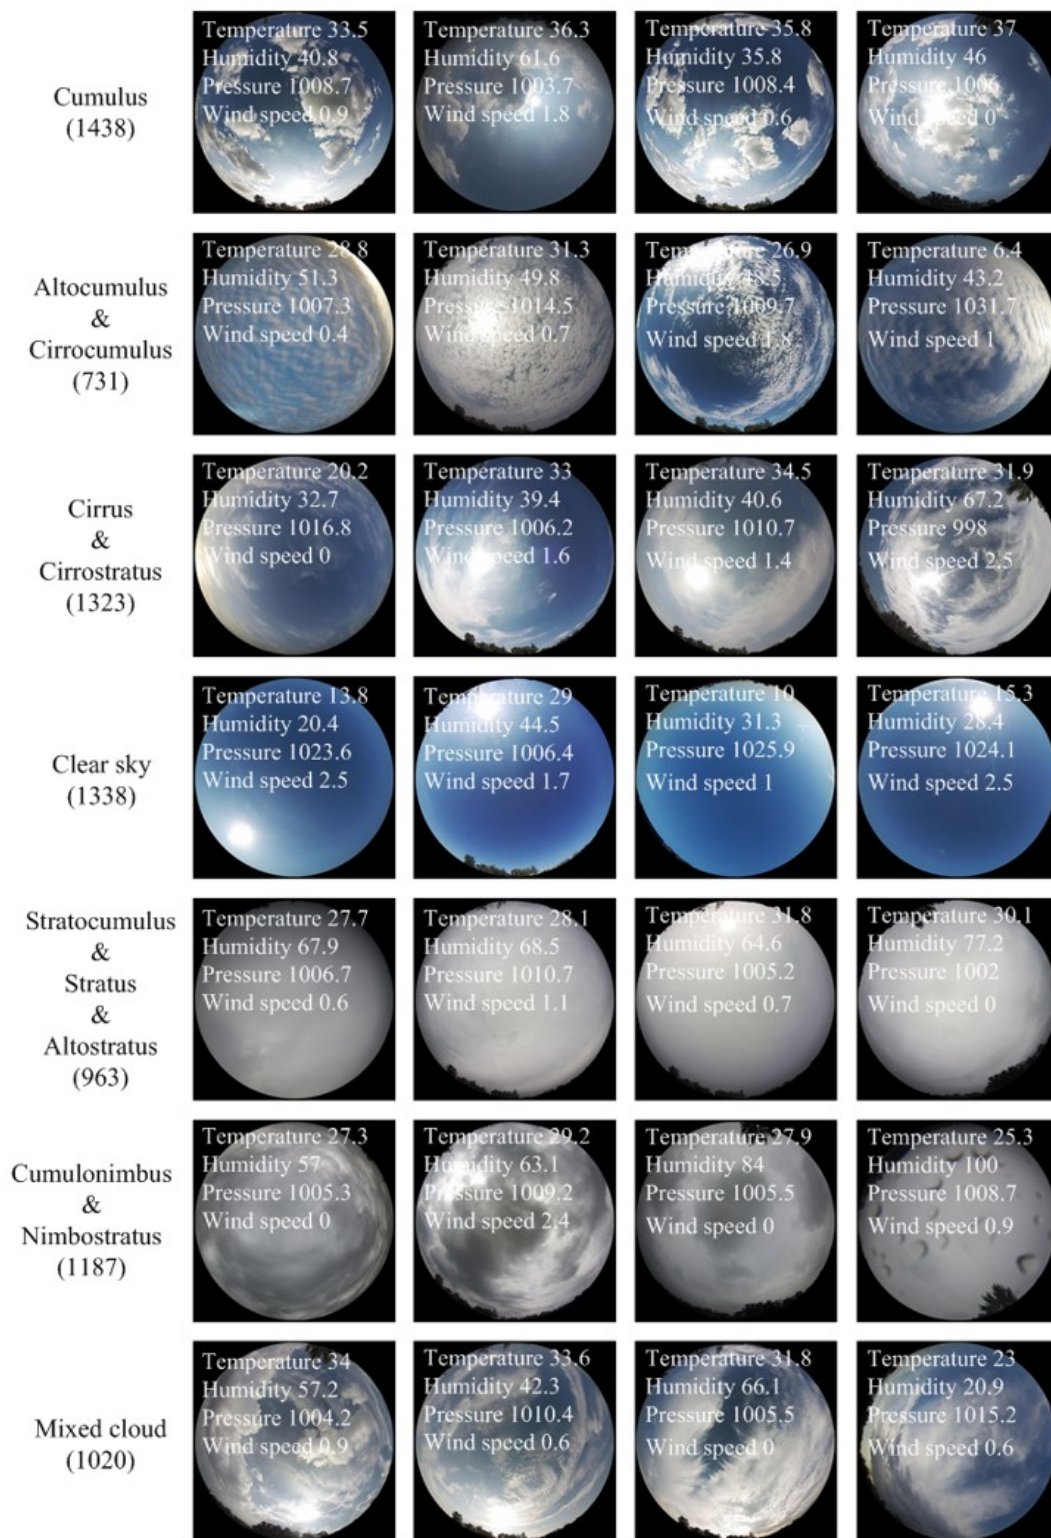 Cumulus
(1438)
Temperature 33.5
Humidity 40.8
Pressure 1008.7
Wind speed 0.9
Temperature 36.3
Humidity 61.6
Pressure 1003.7
Wind speed 1.8
Temperature 35.8
Humidity 35.8
Pressure 1008.4
Wind speed 0.6
Temperature 37
Humidity 46
Pressure 1006
Wind speed 0
Altocumulus
&
Cirrocumulus
(731)
Temperature 28.8
Humidity 51.3
Pressure 1007.3
Wind speed 0.4
Temperature 31.3
Humidity 49.8
Pressure 1014.5
Wind speed 0.7
Temperature 26.9
Humidity 48.5
Pressure 1009.7
Wind speed 1.8
Temperature 6.4
Humidity 43.2
Pressure 1031.7
Wind speed 1
Cirrus
&
Cirrostratus
(1323)
Temperature 20.2
Humidity 32.7
Pressure 1016.8
Wind speed 0
Temperature 33
Humidity 39.4
Pressure 1006.2
Wind speed 1.6
Temperature 34.5
Humidity 40.6
Pressure 1010.7
Wind speed 1.4
Temperature 31.9
Humidity 67.2
Pressure 998
Wind speed 2.5
Clear sky
(1338)
Temperature 13.8
Humidity 20.4
Pressure 1023.6
Wind speed 2.5
Temperature 29
Humidity 44.5
Pressure 1006.4
Wind speed 1.7
Temperature 10
Humidity 31.3
Pressure 1025.9
Wind speed 1
Temperature 15.3
Humidity 28.4
Pressure 1024.1
Wind speed 2.5
Stratocumulus
&
Stratus
&
Altostratus
(963)
Temperature 27.7
Humidity 67.9
Pressure 1006.7
Wind speed 0.6
Temperature 28.1
Humidity 68.5
Pressure 1010.7
Wind speed 1.1
Temperature 31.8
Humidity 64.6
Pressure 1005.2
Wind speed 0.7
Temperature 30.1
Humidity 77.2
Pressure 1002
Wind speed 0
Cumulonimbus
&
Nimbostratus
(1187)
Temperature 27.3
Humidity 57
Pressure 1005.3
Wind speed 0
Temperature 29.2
Humidity 63.1
Pressure 1009.2
Wind speed 2.4
Temperature 27.9
Humidity 84
Pressure 1005.5
Wind speed 0
Temperature 25.3
Humidity 100
Pressure 1008.7
Wind speed 0.9
Mixed cloud
(1020)
Temperature 34
Humidity 57.2
Pressure 1004.2
Wind speed 0.9
Temperature 33.6
Humidity 42.3
Pressure 1010.4
Wind speed 0.6
Temperature 31.8
Humidity 66.1
Pressure 1005.5
Wind speed 0
Temperature 23
Humidity 20.9
Pressure 1015.2
Wind speed 0.6